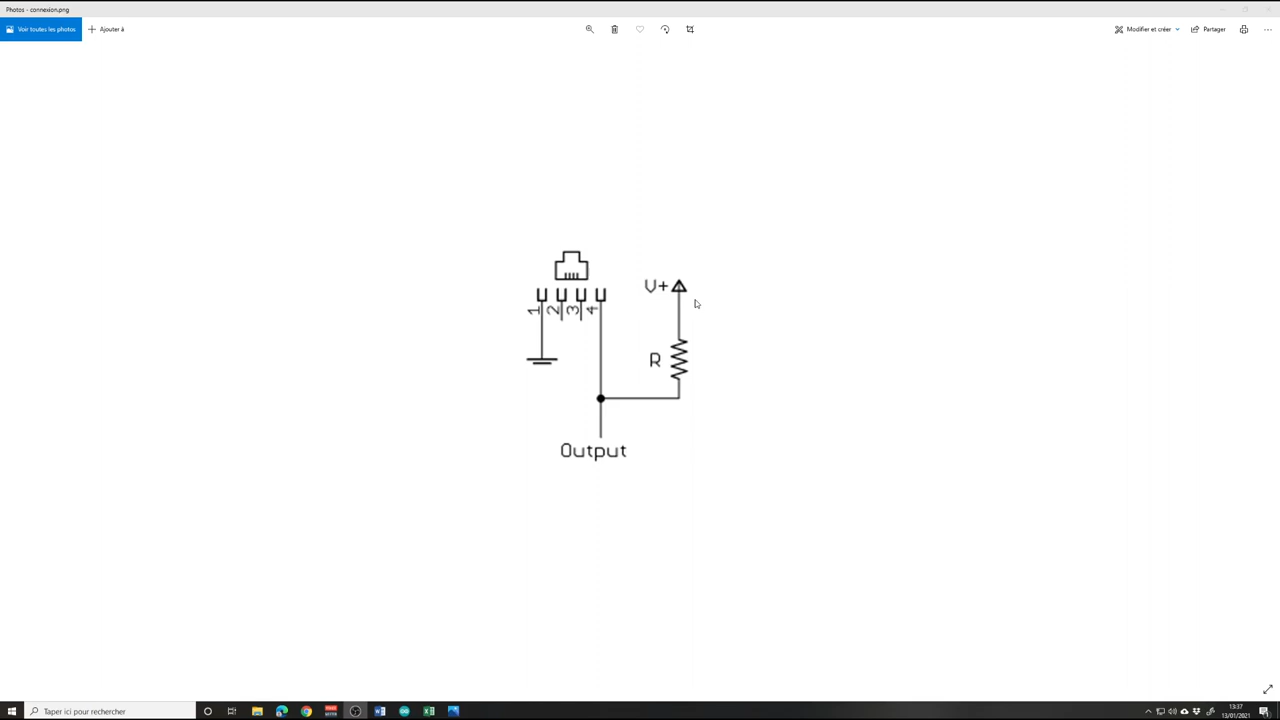 Photos - connexion.png
Voir toutes les photos
Ajouter à
Modifier et créer
Partager
V+
1 2 3 4
R
Output
Taper ici pour rechercher
13:37
13/01/2021